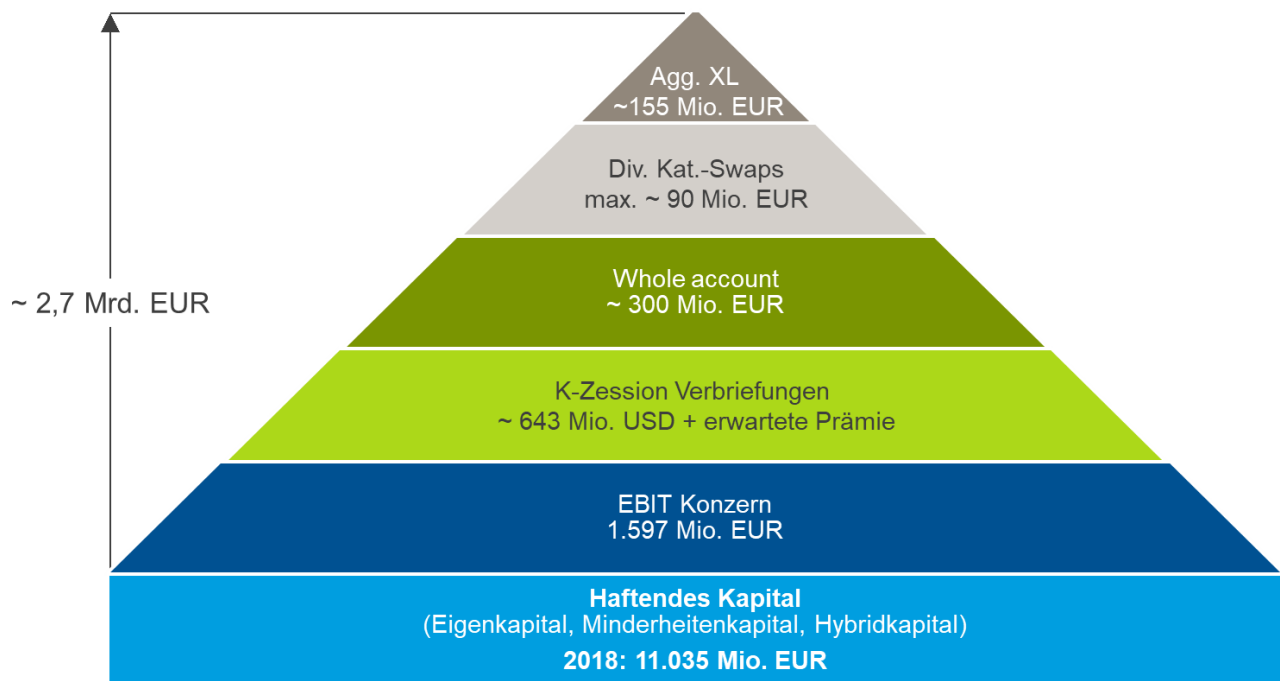 Agg. XL
~155 Mio. EUR
Div. Kat.-Swaps
max. ~ 90 Mio. EUR
Whole account
~ 300 Mio. EUR
~ 2,7 Mrd. EUR
K-Zession Verbriefungen
~ 643 Mio. USD + erwartete Prämie
EBIT Konzern
1.597 Mio. EUR
Haftendes Kapital
(Eigenkapital, Minderheitenkapital, Hybridkapital)
2018: 11.035 Mio. EUR